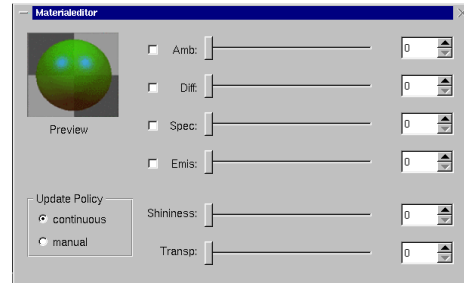 Materialeditor
Amb: 0
Diff: 0
Spec: 0
Emis: 0
Preview
Update Policy
continuous
manual
Shininess: 0
Transp: 0